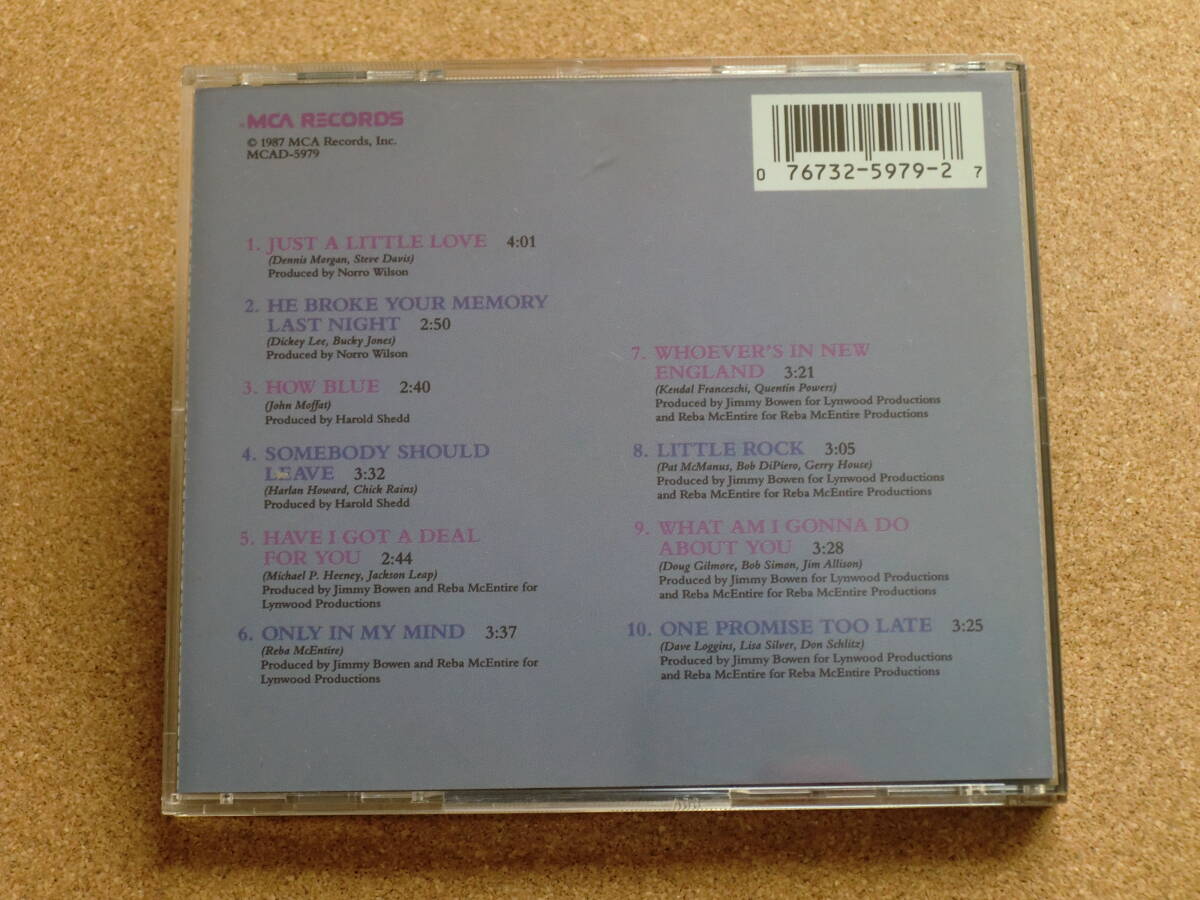 MCA RECORDS
© 1987 MCA Records, Inc.
MCAD-5979
0 76732-5979-2 7
1. JUST A LITTLE LOVE 4:01
(Dennis Morgan, Steve Davis)
Produced by Norro Wilson
2. HE BROKE YOUR MEMORY
LAST NIGHT 2:50
(Dickey Lee, Bucky Jones)
Produced by Norro Wilson
3. HOW BLUE 2:40
(John Moffat)
Produced by Harold Shedd
4. SOMEBODY SHOULD
LEAVE 3:32
(Harlan Howard, Chick Rains)
Produced by Harold Shedd
5. HAVE I GOT A DEAL
FOR YOU 2:44
(Michael P. Heeney, Jackson Leap)
Produced by Jimmy Bowen and Reba McEntire for
Lynwood Productions
6. ONLY IN MY MIND 3:37
(Reba McEntire)
Produced by Jimmy Bowen and Reba McEntire for
Lynwood Productions
7. WHOEVER'S IN NEW
ENGLAND 3:21
(Kendal Franceschi, Quentin Powers)
Produced by Jimmy Bowen for Lynwood Productions
and Reba McEntire for Reba McEntire Productions
8. LITTLE ROCK 3:05
(Pat McManus, Bob DiPiero, Gerry House)
Produced by Jimmy Bowen for Lynwood Productions
and Reba McEntire for Reba McEntire Productions
9. WHAT AM I GONNA DO
ABOUT YOU 3:28
(Doug Gilmore, Bob Simon, Jim Allison)
Produced by Jimmy Bowen for Lynwood Productions
and Reba McEntire for Reba McEntire Productions
10. ONE PROMISE TOO LATE 3:25
(Dave Loggins, Lisa Silver, Don Schlitz)
Produced by Jimmy Bowen for Lynwood Productions
and Reba McEntire for Reba McEntire Productions